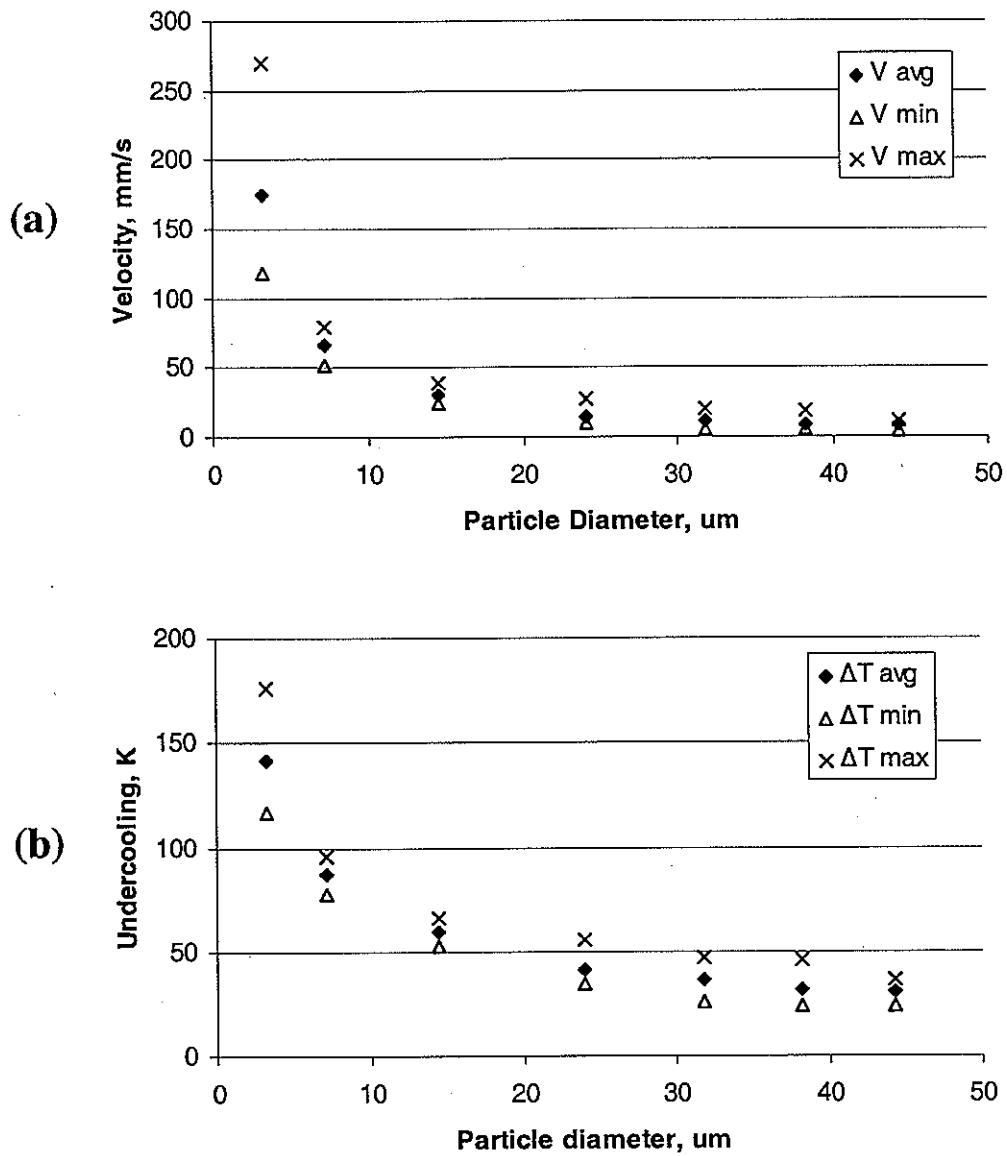 (a)
Velocity, mm/s
300
250
200
150
100
50
0
0 10 20 30 40 50
Particle Diameter, um
V avg
V min
V max
(b)
Undercooling, K
200
150
100
50
0
0 10 20 30 40 50
Particle diameter, um
ΔT avg
ΔT min
ΔT max